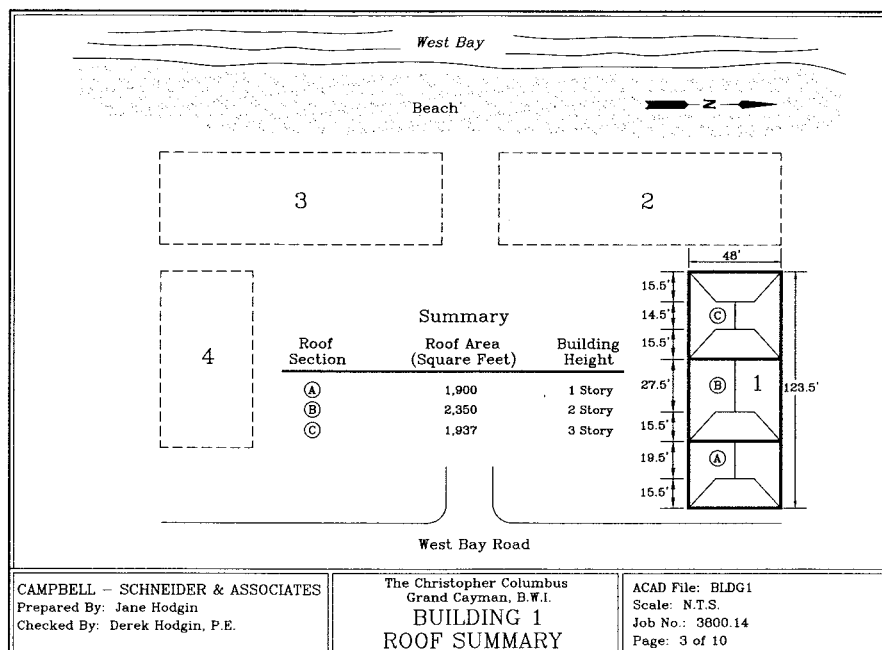 West Bay
Beach
N
3
2
48'
15.5'
14.5'
15.5'
27.5'
15.5'
19.5'
15.5'
123.5'
C
B 1
A
4
Summary
Roof Section Roof Area (Square Feet) Building Height
A 1,900 1 Story
B 2,350 2 Story
C 1,937 3 Story
West Bay Road
CAMPBELL – SCHNEIDER & ASSOCIATES
Prepared By: Jane Hodgin
Checked By: Derek Hodgin, P.E.
The Christopher Columbus
Grand Cayman, B.W.I.
BUILDING 1
ROOF SUMMARY
ACAD File: BLDG1
Scale: N.T.S.
Job No.: 3800.14
Page: 3 of 10